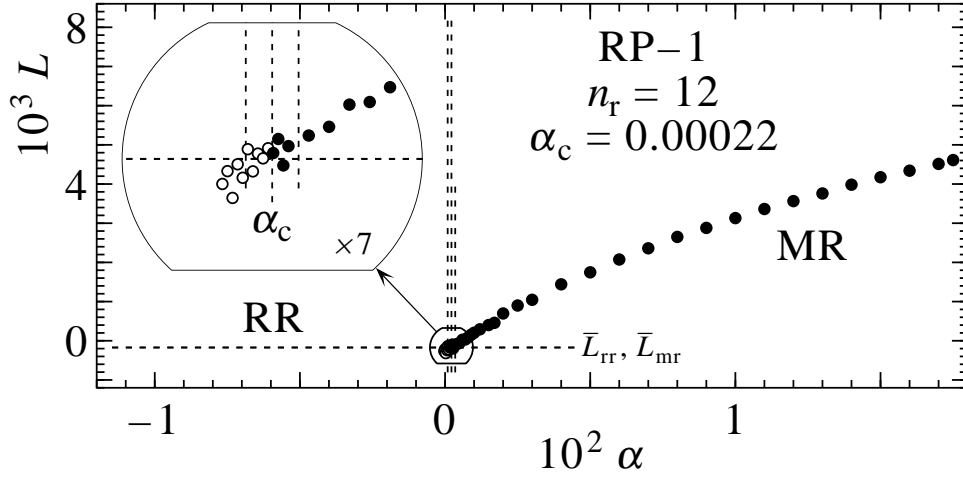 8
4
0
10³ L
RP−1
nᵣ = 12
α_c = 0.00022
α_c
×7
RR
MR
L̅_rr, L̅_mr
−1
0
1
10² α